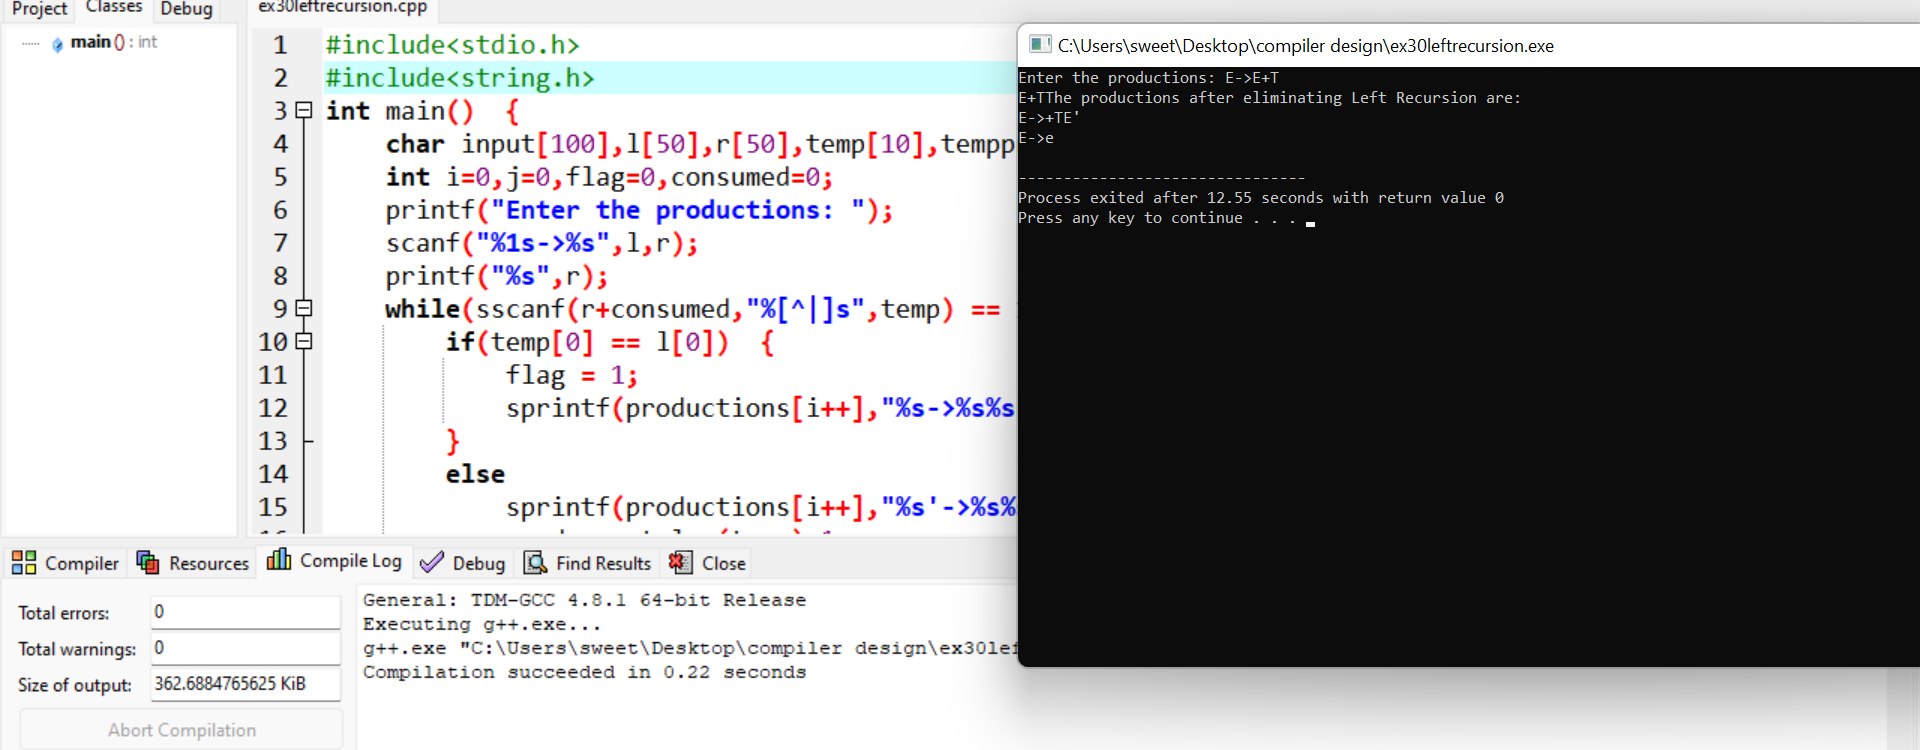 Project Classes Debug
main() : int
ex30leftrecursion.cpp
1 #include<stdio.h>
2 #include<string.h>
3 int main() {
4 char input[100],l[50],r[50],temp[10],tempp
5 int i=0,j=0,flag=0,consumed=0;
6 printf("Enter the productions: ");
7 scanf("%1s->%s",l,r);
8 printf("%s",r);
9 while(sscanf(r+consumed,"%[^|]s",temp) ==
10 if(temp[0] == l[0]) {
11 flag = 1;
12 sprintf(productions[i++],"%s->%s%s
13 }
14 else
15 sprintf(productions[i++],"%s'->%s%
C:\Users\sweet\Desktop\compiler design\ex30leftrecursion.exe
Enter the productions: E->E+T
E+TThe productions after eliminating Left Recursion are:
E->+TE'
E->e
--------------------------------
Process exited after 12.55 seconds with return value 0
Press any key to continue . . .
Compiler Resources Compile Log Debug Find Results Close
Total errors: 0
Total warnings: 0
Size of output: 362.6884765625 KiB
Abort Compilation
General: TDM-GCC 4.8.1 64-bit Release
Executing g++.exe...
g++.exe "C:\Users\sweet\Desktop\compiler design\ex30lef
Compilation succeeded in 0.22 seconds